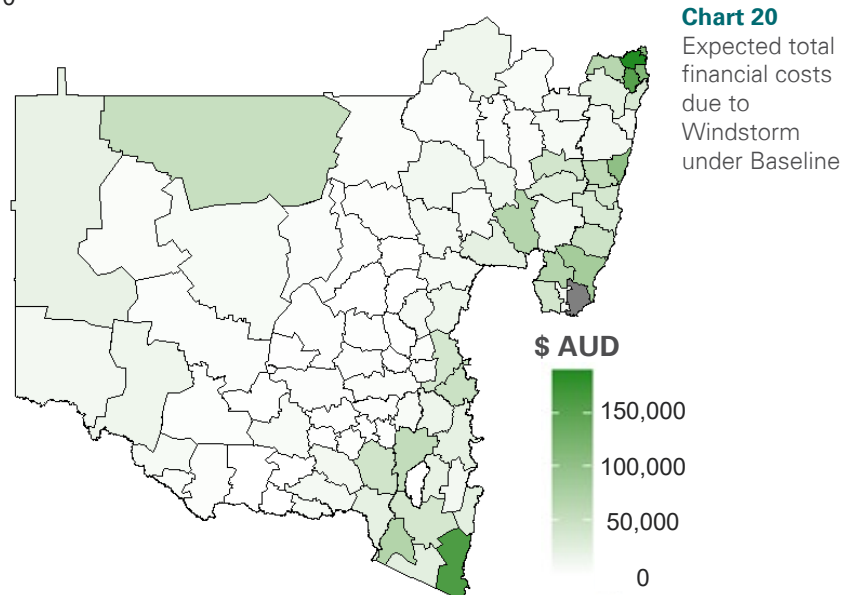 Chart 20
Expected total
financial costs
due to
Windstorm
under Baseline
$ AUD
150,000
100,000
50,000
0